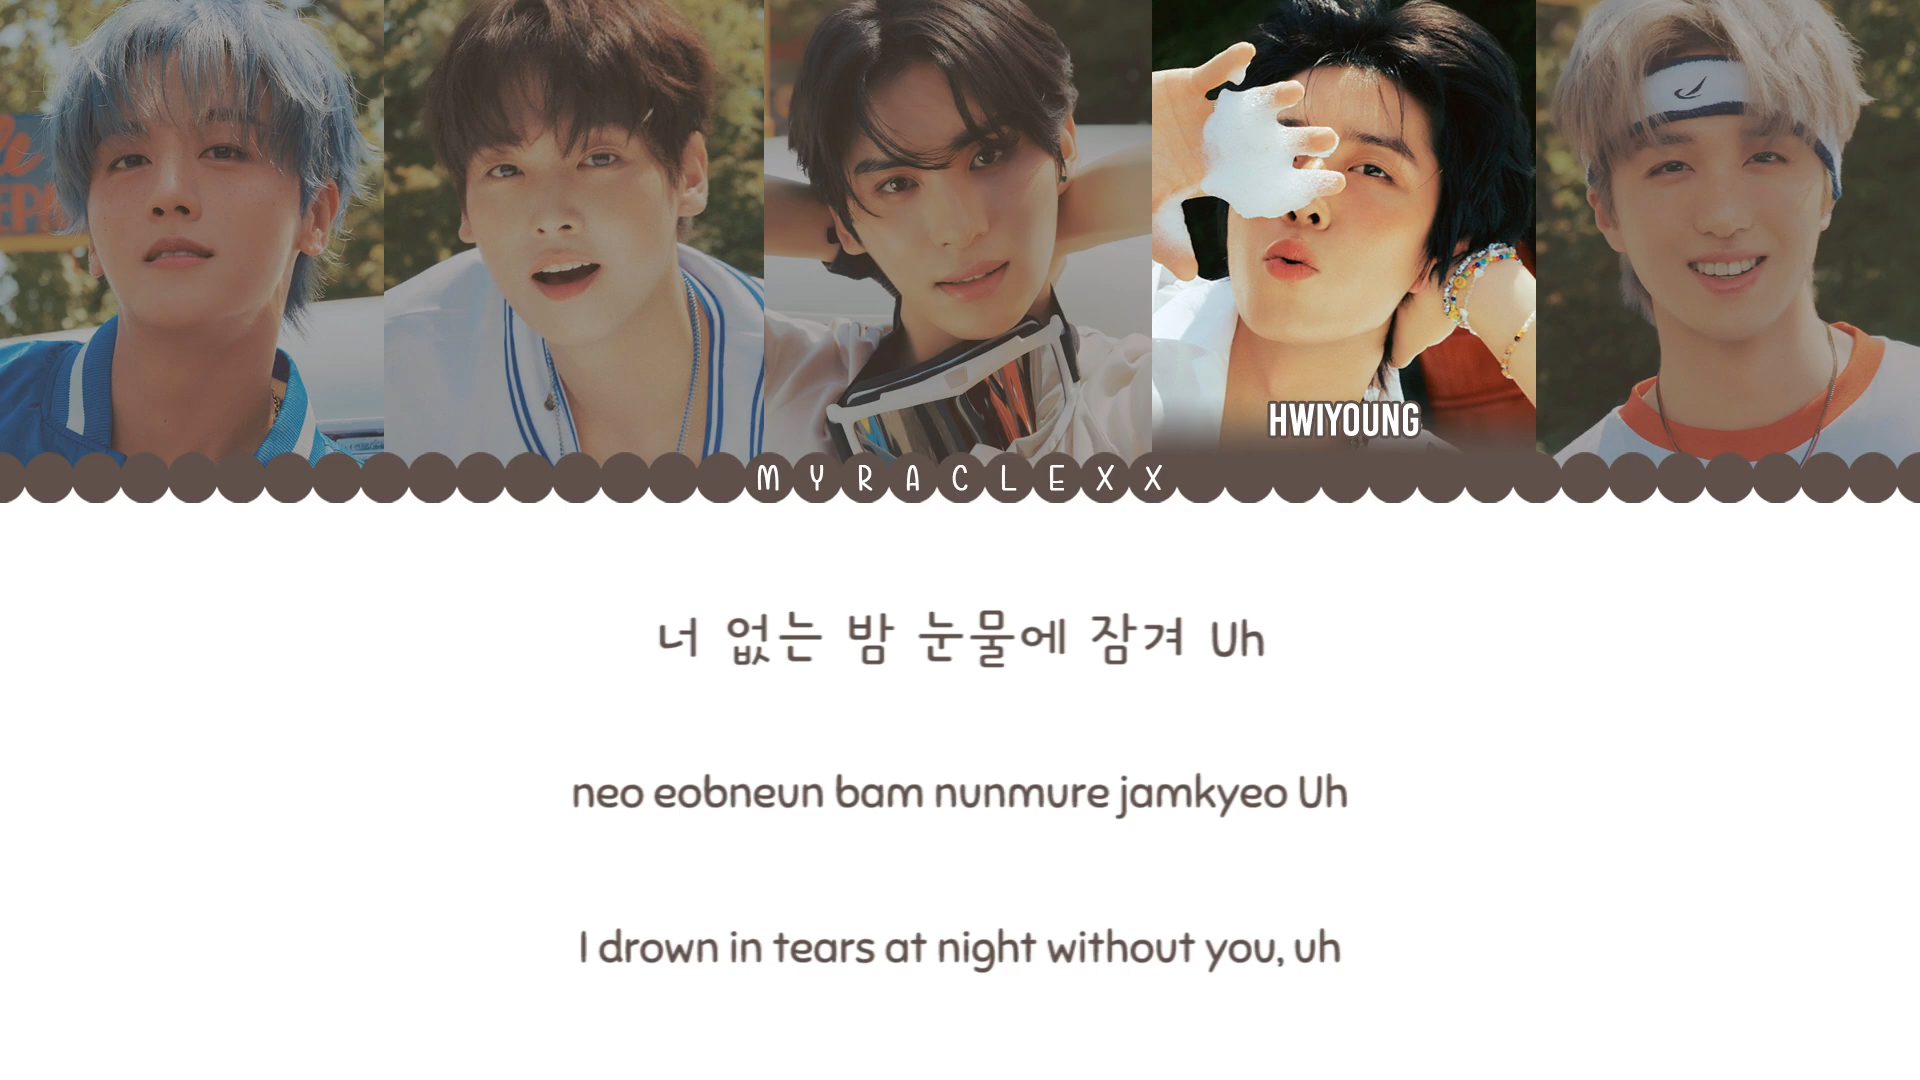 HWIYOUNG
MYRACLEXX
너 없는 밤 눈물에 잠겨 Uh
neo eobneun bam nunmure jamkyeo Uh
I drown in tears at night without you, uh